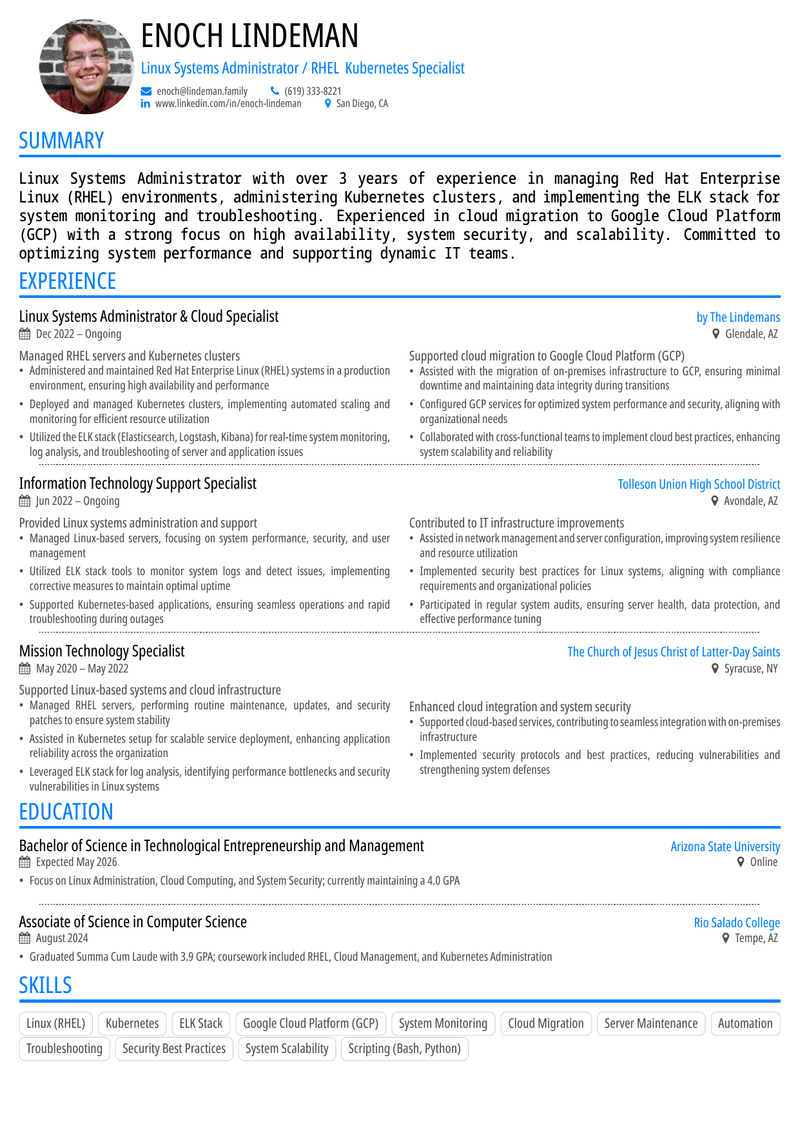 ENOCH LINDEMAN
Linux Systems Administrator / RHEL Kubernetes Specialist
enoch@lindeman.family (619) 333-8221
www.linkedin.com/in/enoch-lindeman San Diego, CA
SUMMARY
Linux Systems Administrator with over 3 years of experience in managing Red Hat Enterprise
Linux (RHEL) environments, administering Kubernetes clusters, and implementing the ELK stack for
system monitoring and troubleshooting. Experienced in cloud migration to Google Cloud Platform
(GCP) with a strong focus on high availability, system security, and scalability. Committed to
optimizing system performance and supporting dynamic IT teams.
EXPERIENCE
Linux Systems Administrator & Cloud Specialist by The Lindemans
Dec 2022 – Ongoing Glendale, AZ
Managed RHEL servers and Kubernetes clusters
• Administered and maintained Red Hat Enterprise Linux (RHEL) systems in a production
environment, ensuring high availability and performance
• Deployed and managed Kubernetes clusters, implementing automated scaling and
monitoring for efficient resource utilization
• Utilized the ELK stack (Elasticsearch, Logstash, Kibana) for real-time system monitoring,
log analysis, and troubleshooting of server and application issues
Supported cloud migration to Google Cloud Platform (GCP)
• Assisted with the migration of on-premises infrastructure to GCP, ensuring minimal
downtime and maintaining data integrity during transitions
• Configured GCP services for optimized system performance and security, aligning with
organizational needs
• Collaborated with cross-functional teams to implement cloud best practices, enhancing
system scalability and reliability
Information Technology Support Specialist Tolleson Union High School District
Jun 2022 – Ongoing Avondale, AZ
Provided Linux systems administration and support
• Managed Linux-based servers, focusing on system performance, security, and user
management
• Utilized ELK stack tools to monitor system logs and detect issues, implementing
corrective measures to maintain optimal uptime
• Supported Kubernetes-based applications, ensuring seamless operations and rapid
troubleshooting during outages
Contributed to IT infrastructure improvements
• Assisted in network management and server configuration, improving system resilience
and resource utilization
• Implemented security best practices for Linux systems, aligning with compliance
requirements and organizational policies
• Participated in regular system audits, ensuring server health, data protection, and
effective performance tuning
Mission Technology Specialist The Church of Jesus Christ of Latter-Day Saints
May 2020 – May 2022 Syracuse, NY
Supported Linux-based systems and cloud infrastructure
• Managed RHEL servers, performing routine maintenance, updates, and security
patches to ensure system stability
• Assisted in Kubernetes setup for scalable service deployment, enhancing application
reliability across the organization
• Leveraged ELK stack for log analysis, identifying performance bottlenecks and security
vulnerabilities in Linux systems
Enhanced cloud integration and system security
• Supported cloud-based services, contributing to seamless integration with on-premises
infrastructure
• Implemented security protocols and best practices, reducing vulnerabilities and
strengthening system defenses
EDUCATION
Bachelor of Science in Technological Entrepreneurship and Management Arizona State University
Expected May 2026 Online
• Focus on Linux Administration, Cloud Computing, and System Security; currently maintaining a 4.0 GPA
Associate of Science in Computer Science Rio Salado College
August 2024 Tempe, AZ
• Graduated Summa Cum Laude with 3.9 GPA; coursework included RHEL, Cloud Management, and Kubernetes Administration
SKILLS
Linux (RHEL) Kubernetes ELK Stack Google Cloud Platform (GCP) System Monitoring Cloud Migration Server Maintenance Automation
Troubleshooting Security Best Practices System Scalability Scripting (Bash, Python)